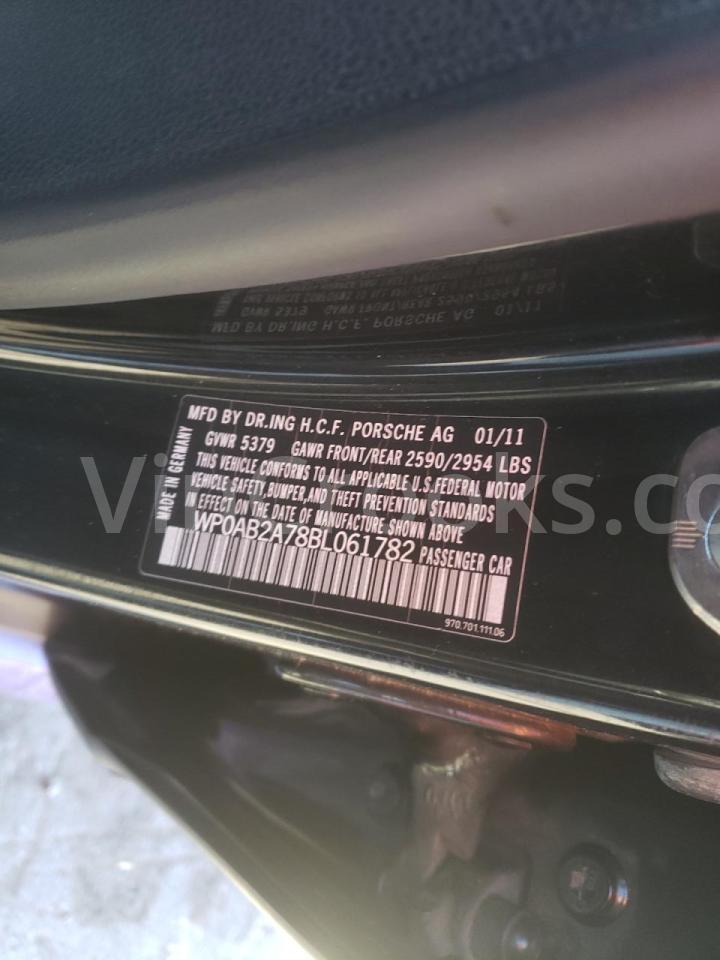 MFD BY DR.ING H.C.F. PORSCHE AG 01/11
GVWR 5379 GAWR FRONT/REAR 2590/2954 LBS
THIS VEHICLE CONFORMS TO ALL APPLICABLE U.S.FEDERAL MOTOR
VEHICLE SAFETY,BUMPER,AND THEFT PREVENTION STANDARDS
IN EFFECT ON THE DATE OF MANUFACTURE SHOWN ABOVE
WP0AB2A78BL061782 PASSENGER CAR
MADE IN GERMANY
970.701.111.06